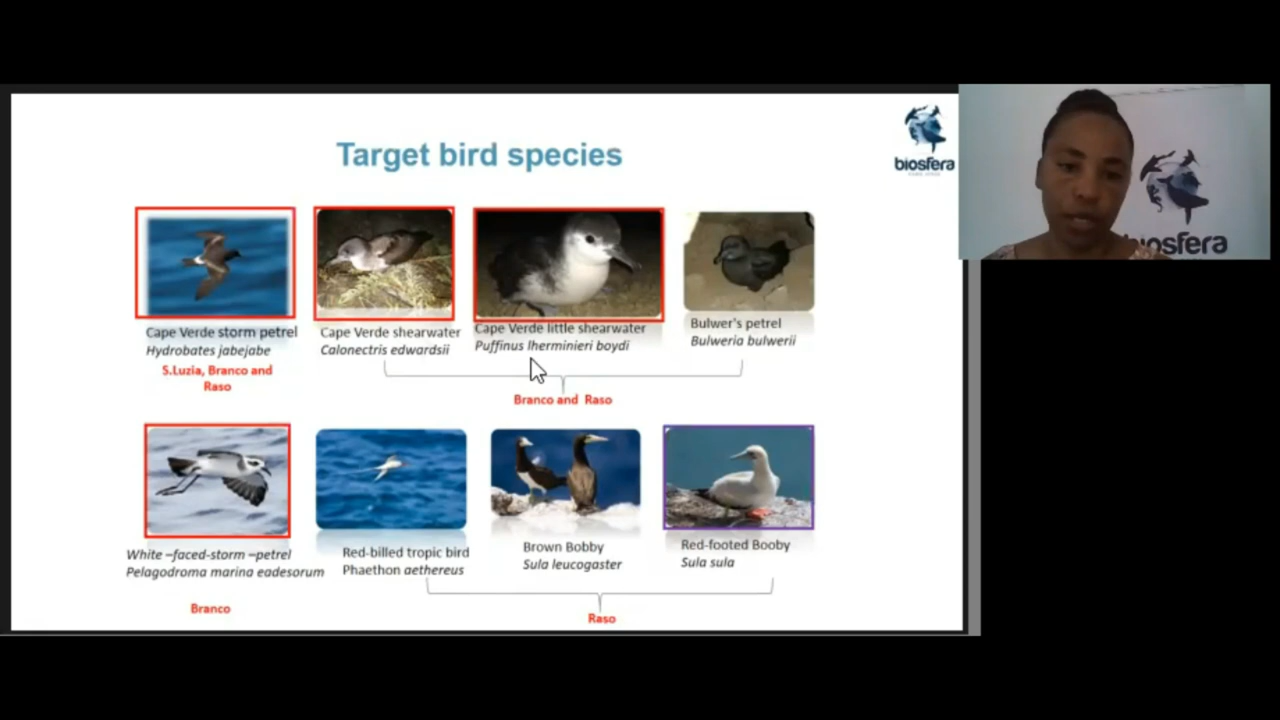 Target bird species
biosfera
biosfera
Cape Verde storm petrel
Hydrobates jabejabe
S.Luzia, Branco and
Raso
Cape Verde shearwater
Calonectris edwardsii
Cape Verde little shearwater
Puffinus lherminieri boydi
Bulwer's petrel
Bulweria bulwerii
Branco and Raso
White –faced-storm –petrel
Pelagodroma marina eadesorum
Branco
Red-billed tropic bird
Phaethon aethereus
Brown Bobby
Sula leucogaster
Red-footed Booby
Sula sula
Raso